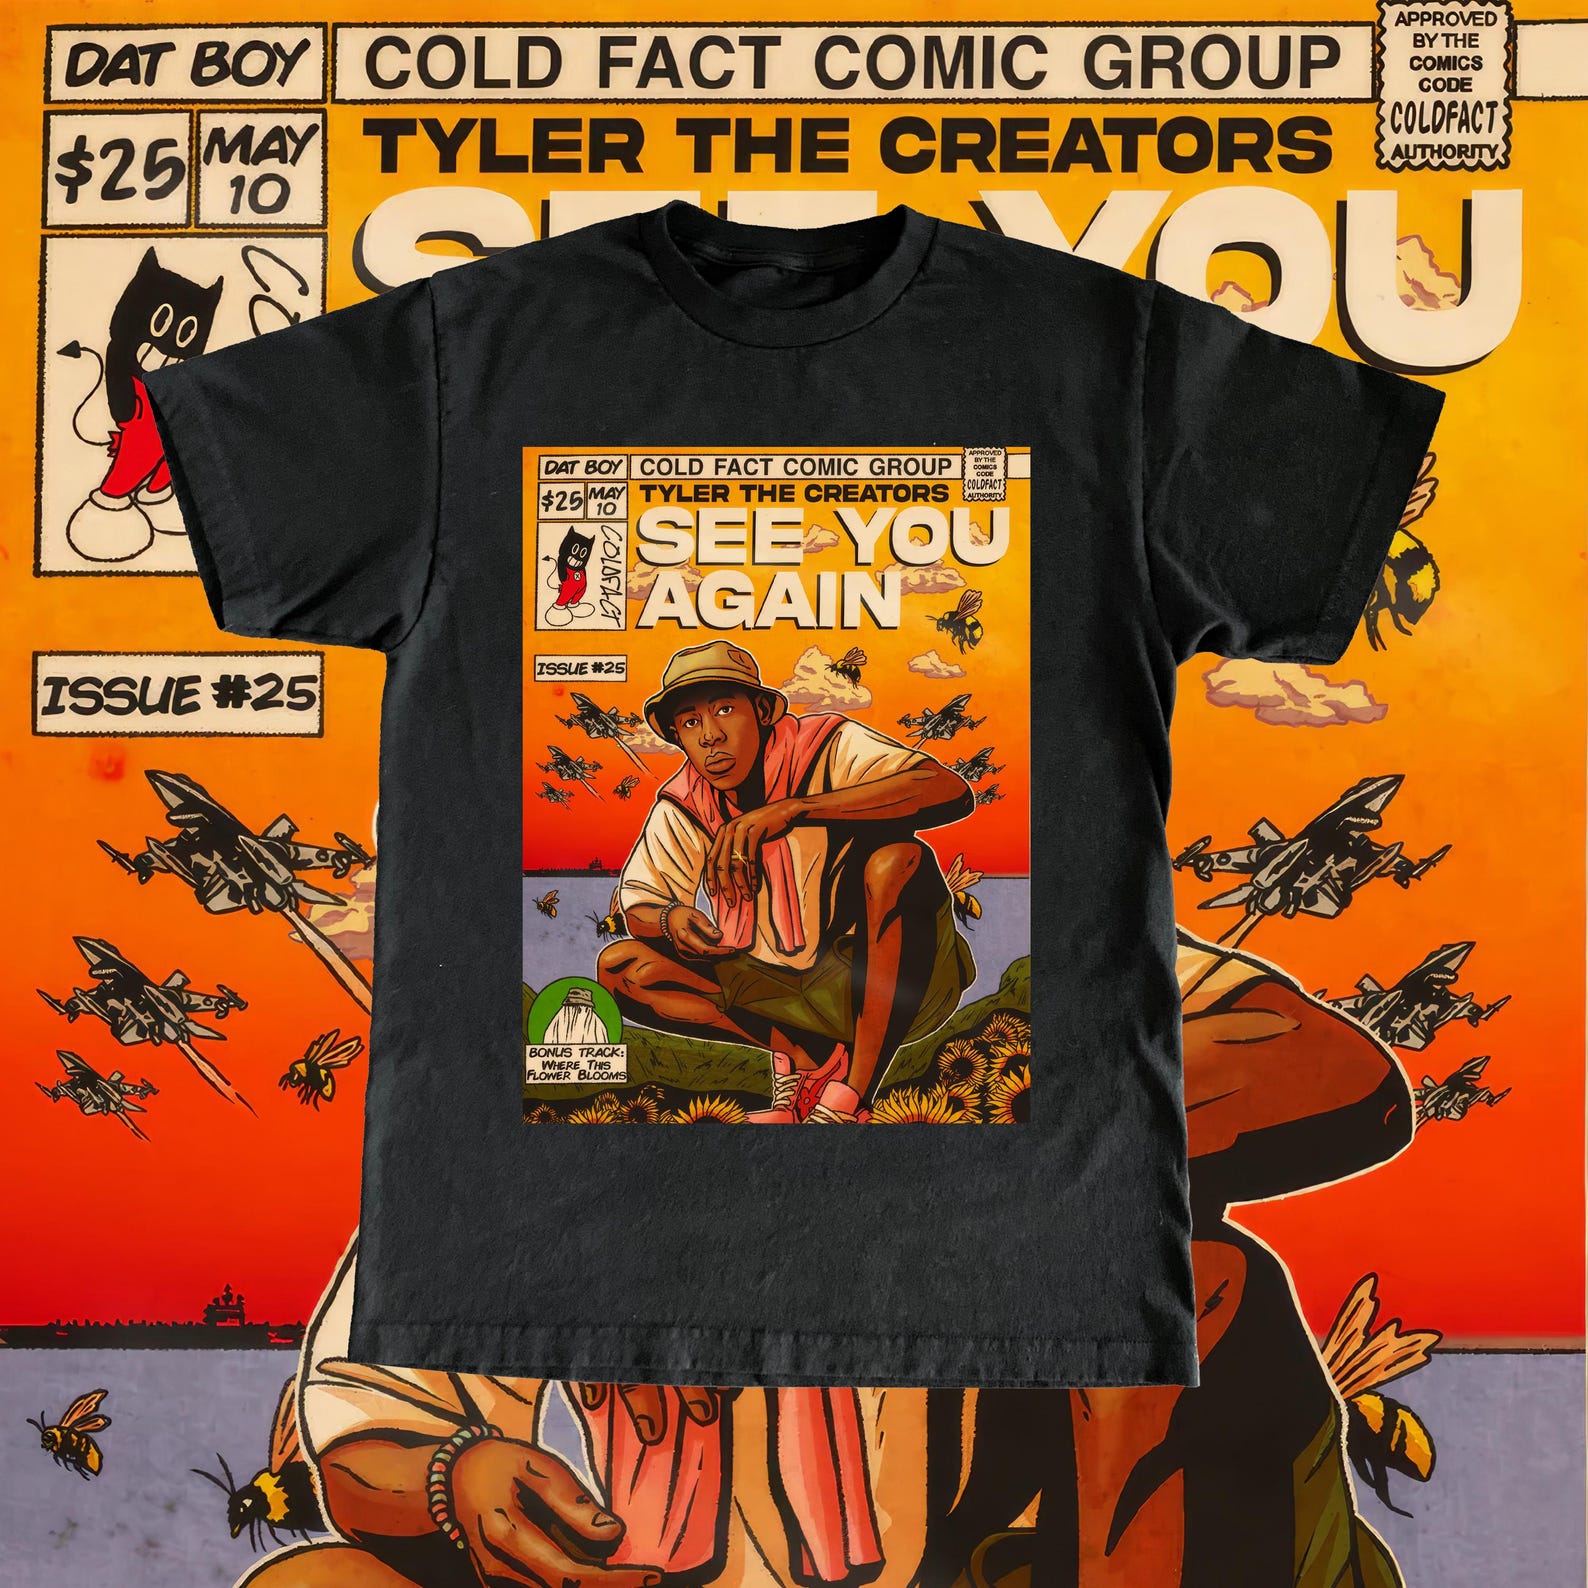 DAT BOY
COLD FACT COMIC GROUP
APPROVED
BY THE
COMICS
CODE
COLDFACT
AUTHORITY
$25
MAY
10
TYLER THE CREATORS
SEE YOU
CO
ISSUE #25
DAT BOY
COLD FACT COMIC GROUP
APPROVED
BY THE
COMICS
CODE
COLDFACT
AUTHORITY
$25
MAY
10
TYLER THE CREATORS
SEE YOU
AGAIN
COLDFACT
ISSUE #25
BONUS TRACK:
WHERE THIS
FLOWER BLOOMS